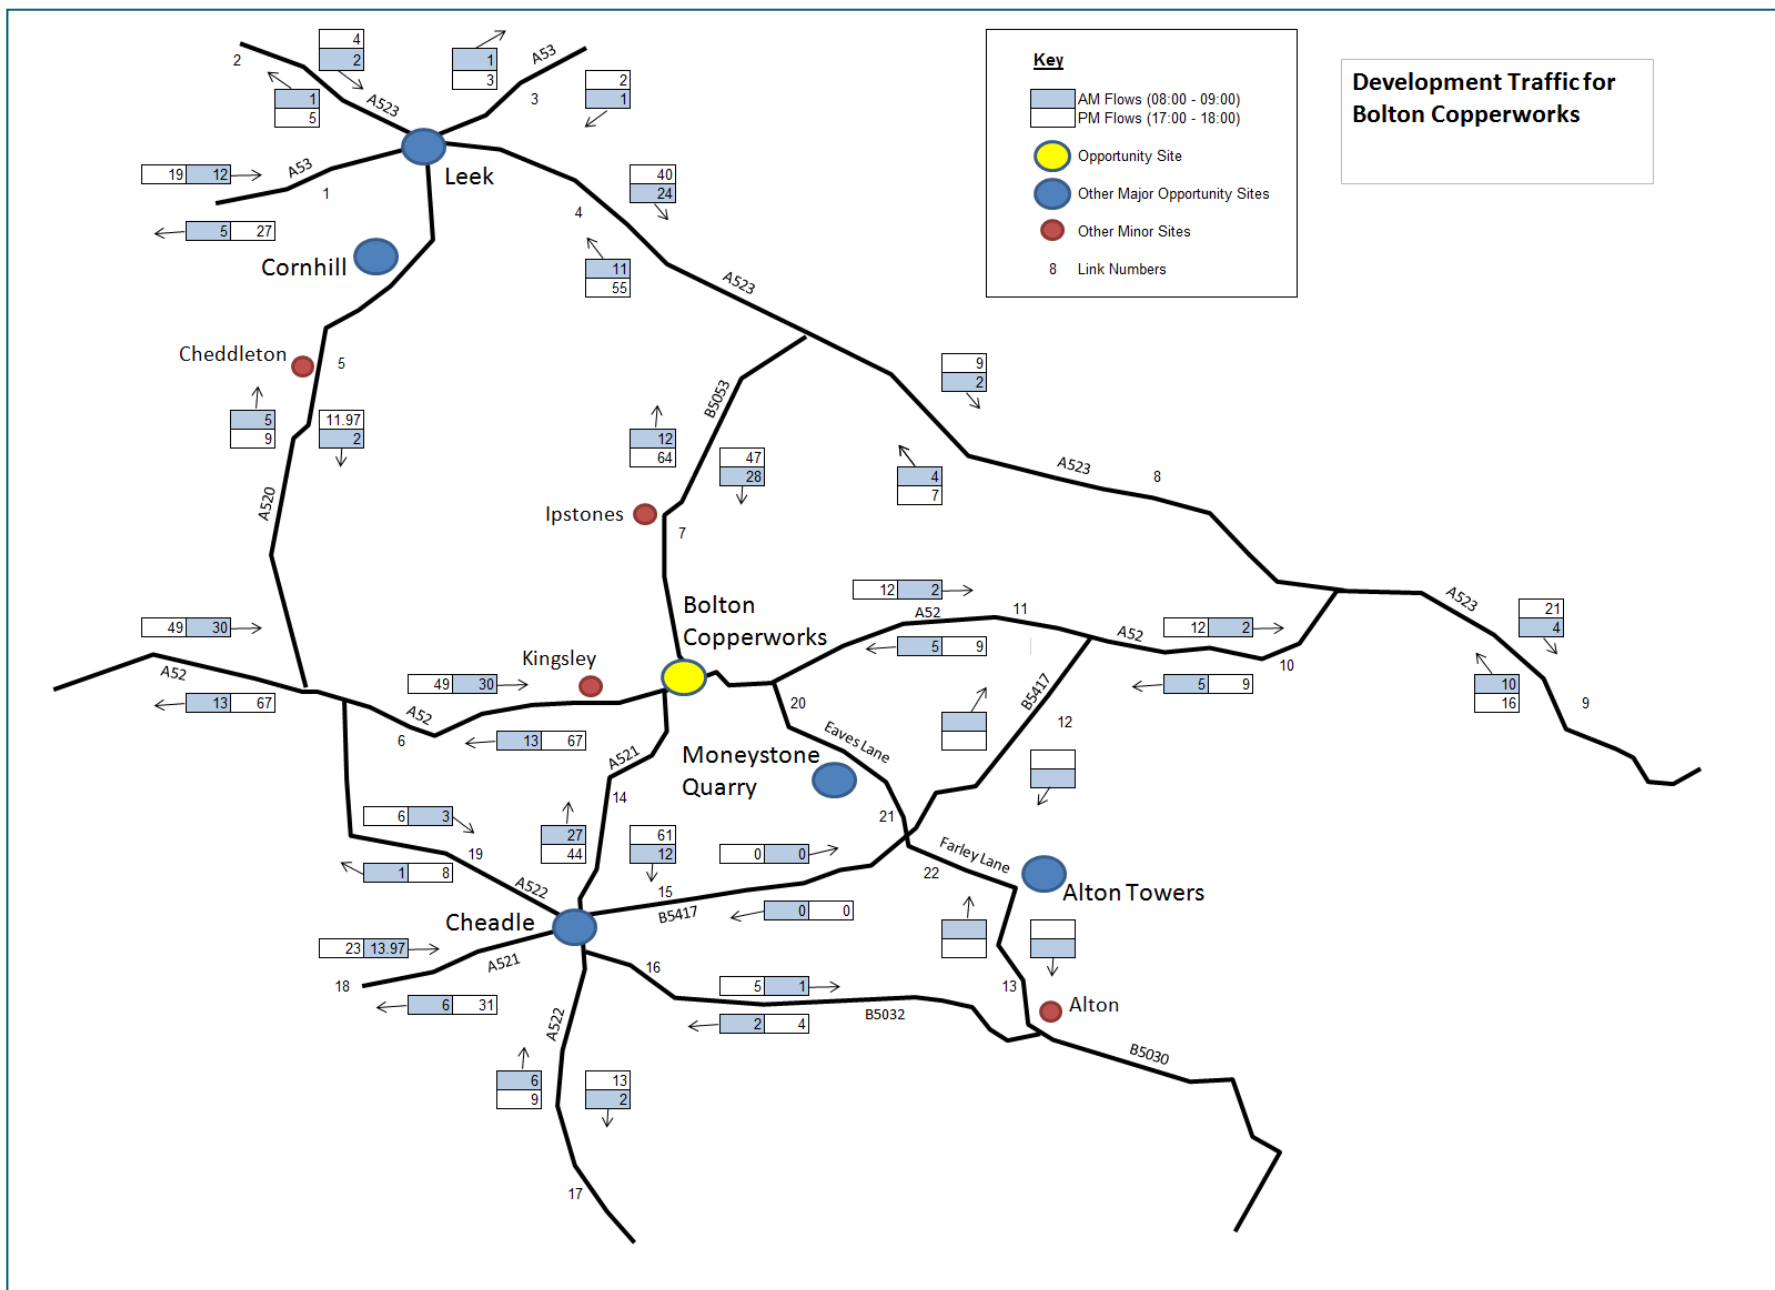 Development Traffic for
Bolton Copperworks
Key
AM Flows (08:00 - 09:00)
PM Flows (17:00 - 18:00)
Opportunity Site
Other Major Opportunity Sites
Other Minor Sites
8 Link Numbers
2
4
2
1
5
A523
1
3
A53
3
2
1
19 12
A53
1
5 27
Leek
Cornhill
40
24
4
11
55
A523
Cheddleton
5
5
9
11.97
2
A520
B5053
12
64
47
28
Ipstones
7
9
2
4
7
A523
8
A523
21
4
10
16
9
49 30
A52
13 67
Kingsley
49 30
A52
6
13 67
Bolton
Copperworks
12 2
A52
11
5 9
A52
12 2
10
5 9
B5417
12
20
Eaves Lane
Moneystone
Quarry
21
A521
14
27
44
61
12
6 3
19
1 8
A522
0 0
15
B5417
0 0
Farley Lane
22
Alton Towers
Cheadle
23 13.97
A521
18
6 31
16
5 1
B5032
2 4
13
Alton
B5030
A522
6
9
13
2
17